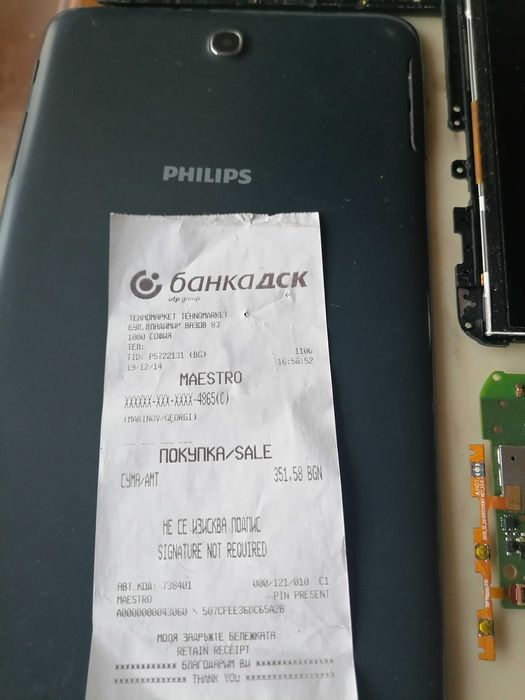 PHILIPS
банка дск
otp group
ТЕХНОМАРКЕТ TEHNOMARKET
БУЛ.ВЛАДИМИР ВАЗОВ 83
1000 СОФИЯ
ТЕЛ:
TID: P5722131 (BG) 1106
19/12/14 16:56:52
MAESTRO
XXXXXX-XXX-XXXX-4865(C)
(MARINOV/GEORGI)
ПОКУПКА/SALE
СУМА/AMT 351.58 BGN
НЕ СЕ ИЗИСКВА ПОДПИС
SIGNATURE NOT REQUIRED
АВТ.КОД: 738401 000/121/010 C1
MAESTRO PIN PRESENT
A0000000043060 \ 507CFEE36DC65A2B
МОЛЯ ЗАДРЪЖТЕ БЕЛЕЖКАТА
RETAIN RECEIPT
БЛАГОДАРИМ ВИ
THANK YOU